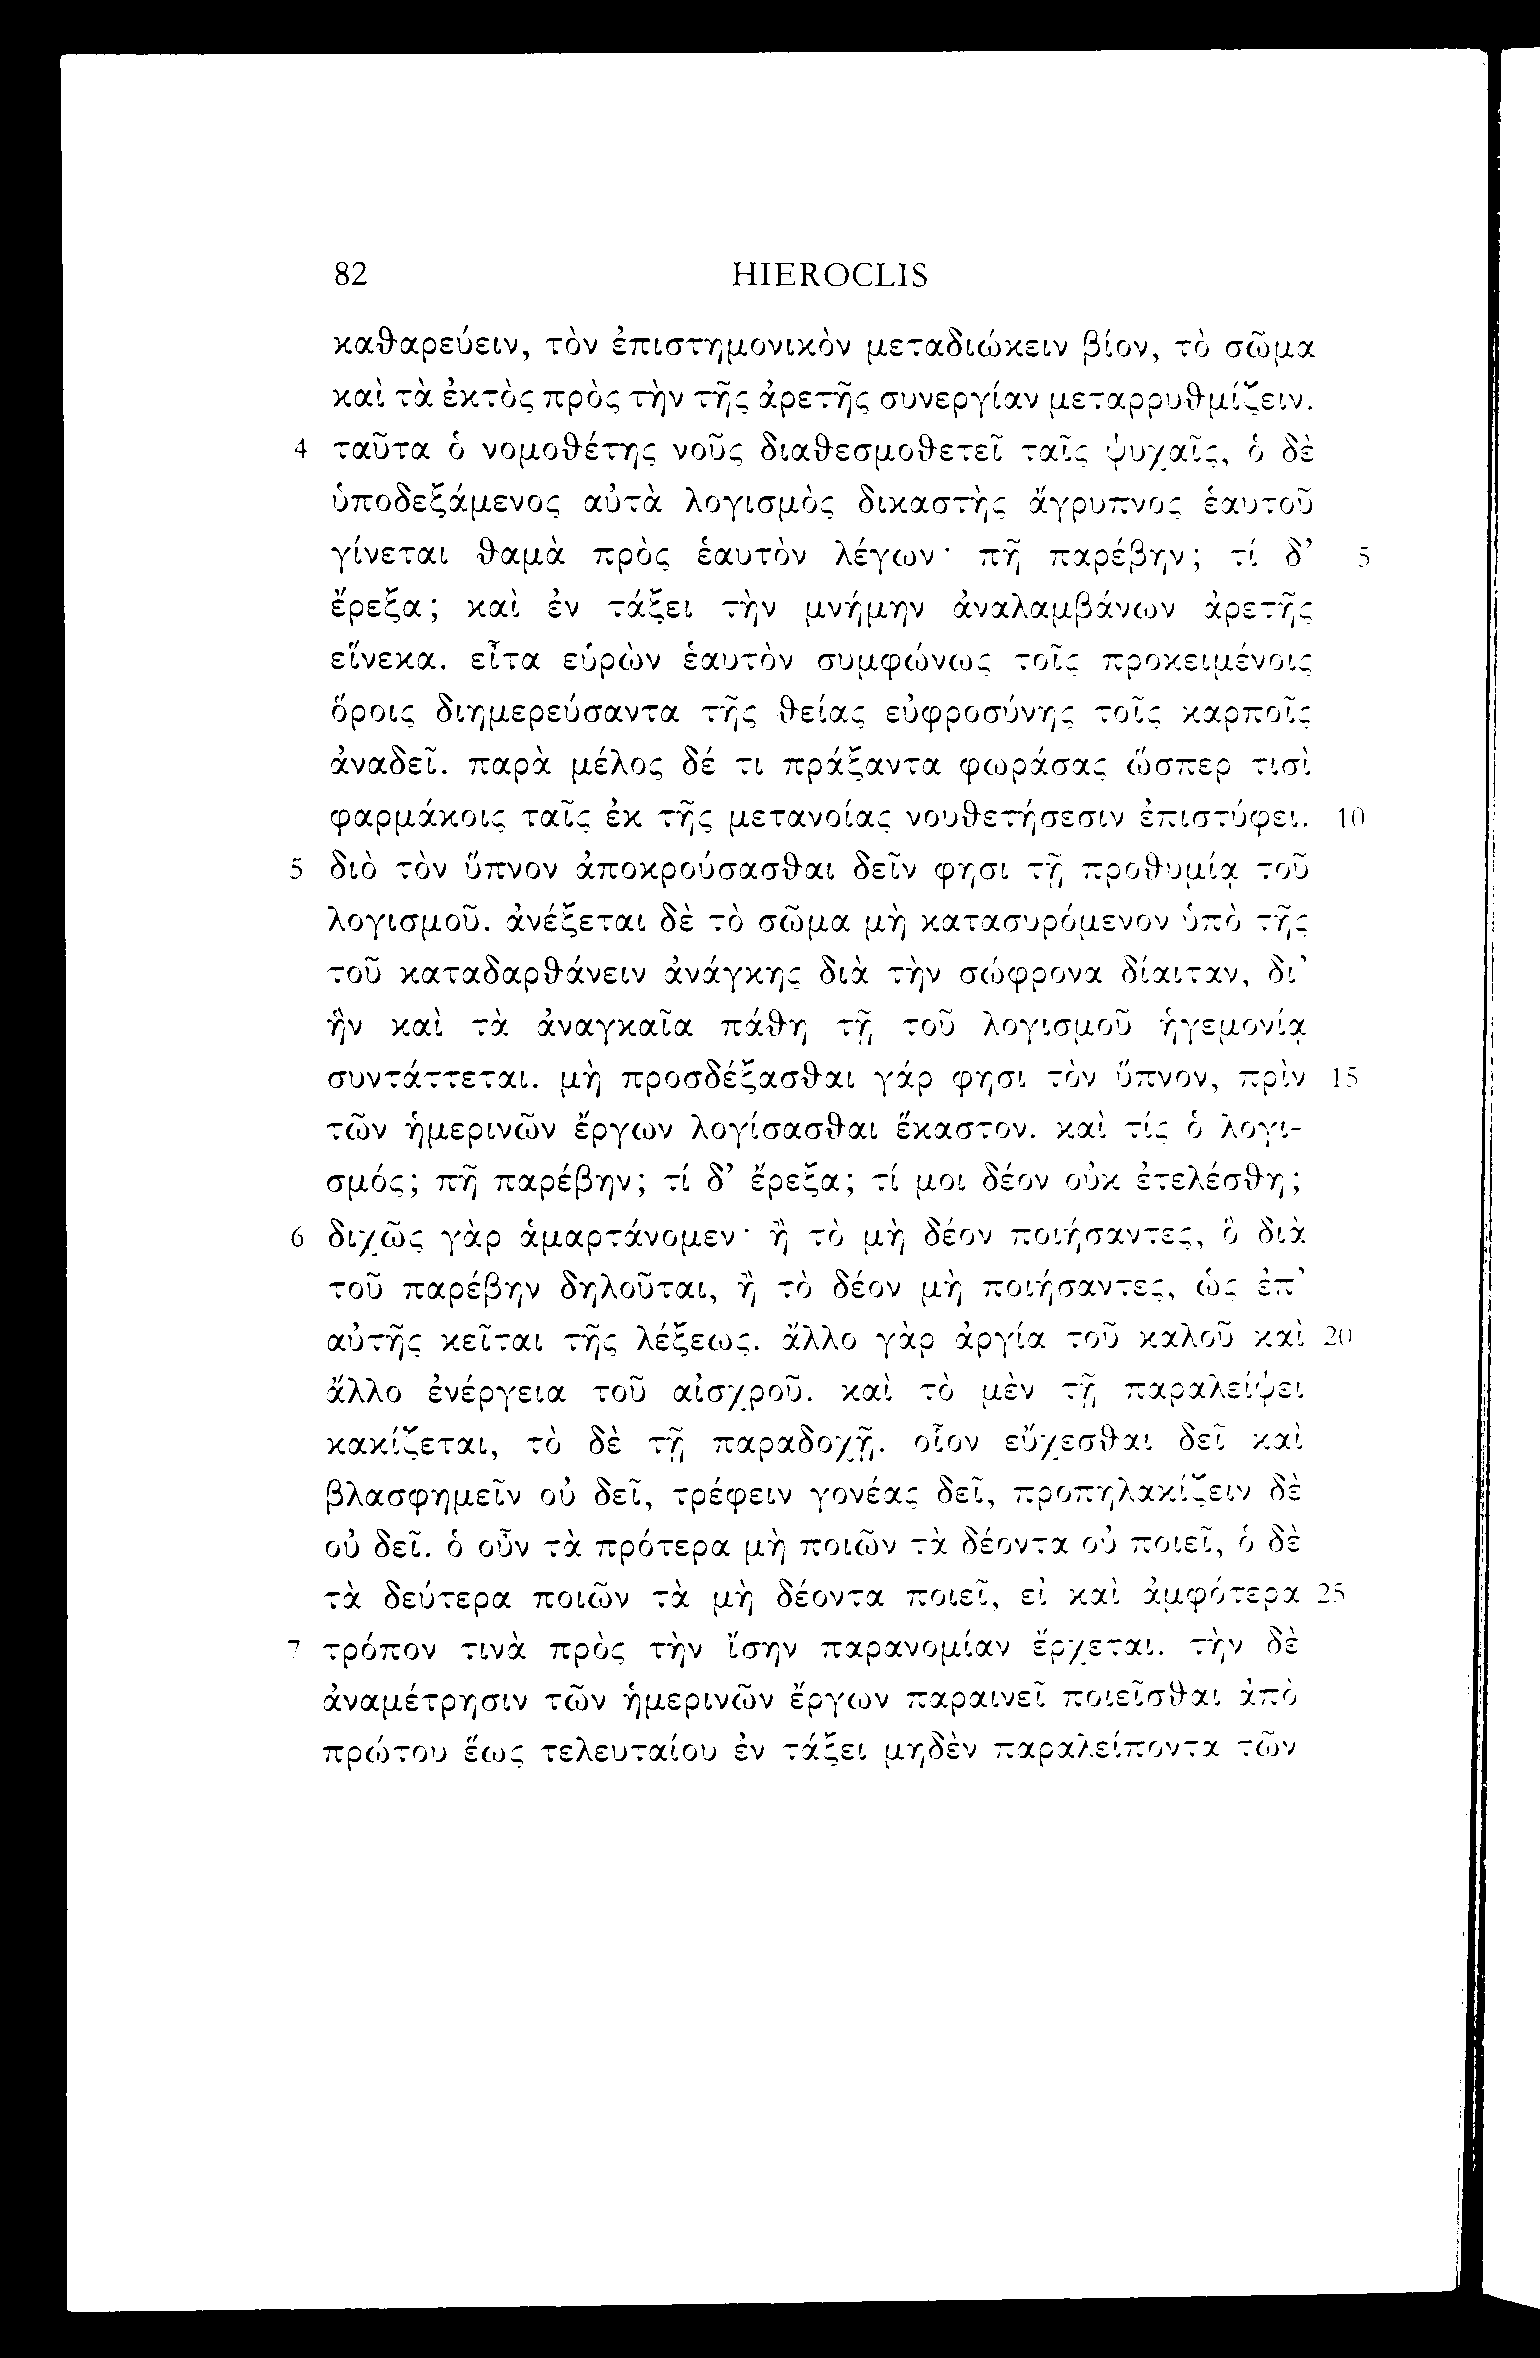 82 HIEROCLIS
καθαρεύειν, τὸν ἐπιστημονικὸν μεταδιώκειν βίον, τὸ σῶμα
καὶ τὰ ἐκτὸς πρὸς τὴν τῆς ἀρετῆς συνεργίαν μεταρρυθμίζειν.
4 ταῦτα ὁ νομοθέτης νοῦς διαθεσμοθετεῖ ταῖς ψυχαῖς, ὁ δὲ
ὑποδεξάμενος αὐτὰ λογισμὸς δικαστὴς ἄγρυπνος ἑαυτοῦ
γίνεται θαμὰ πρὸς ἑαυτὸν λέγων· πῇ παρέβην; τί δ’ 5
ἔρεξα; καὶ ἐν τάξει τὴν μνήμην ἀναλαμβάνων ἀρετῆς
εἵνεκα. εἶτα εὑρὼν ἑαυτὸν συμφώνως τοῖς προκειμένοις
ὅροις διημερεύσαντα τῆς θείας εὐφροσύνης τοῖς καρποῖς
ἀναδεῖ. παρὰ μέλος δέ τι πράξαντα φωράσας ὥσπερ τισὶ
φαρμάκοις ταῖς ἐκ τῆς μετανοίας νουθετήσεσιν ἐπιστύφει. 10
5 διὸ τὸν ὕπνον ἀποκρούσασθαι δεῖν φησι τῇ προθυμίᾳ τοῦ
λογισμοῦ. ἀνέξεται δὲ τὸ σῶμα μὴ κατασυρόμενον ὑπὸ τῆς
τοῦ καταδαρθάνειν ἀνάγκης διὰ τὴν σώφρονα δίαιταν, δι’
ἣν καὶ τὰ ἀναγκαῖα πάθη τῇ τοῦ λογισμοῦ ἡγεμονίᾳ
συντάττεται. μὴ προσδέξασθαι γάρ φησι τὸν ὕπνον, πρὶν 15
τῶν ἡμερινῶν ἔργων λογίσασθαι ἕκαστον. καὶ τίς ὁ λογι-
σμός; πῇ παρέβην; τί δ’ ἔρεξα; τί μοι δέον οὐκ ἐτελέσθη;
6 διχῶς γὰρ ἁμαρτάνομεν· ἢ τὸ μὴ δέον ποιήσαντες, ὃ διὰ
τοῦ παρέβην δηλοῦται, ἢ τὸ δέον μὴ ποιήσαντες, ὡς ἐπ’
αὐτῆς κεῖται τῆς λέξεως. ἄλλο γὰρ ἀργία τοῦ καλοῦ καὶ 20
ἄλλο ἐνέργεια τοῦ αἰσχροῦ. καὶ τὸ μὲν τῇ παραλείψει
κακίζεται, τὸ δὲ τῇ παραδοχῇ. οἷον εὔχεσθαι δεῖ καὶ
βλασφημεῖν οὐ δεῖ, τρέφειν γονέας δεῖ, προπηλακίζειν δὲ
οὐ δεῖ. ὁ οὖν τὰ πρότερα μὴ ποιῶν τὰ δέοντα οὐ ποιεῖ, ὁ δὲ
τὰ δεύτερα ποιῶν τὰ μὴ δέοντα ποιεῖ, εἰ καὶ ἀμφότερα 25
7 τρόπον τινὰ πρὸς τὴν ἴσην παρανομίαν ἔρχεται. τὴν δὲ
ἀναμέτρησιν τῶν ἡμερινῶν ἔργων παραινεῖ ποιεῖσθαι ἀπὸ
πρώτου ἕως τελευταίου ἐν τάξει μηδὲν παραλείποντα τῶν